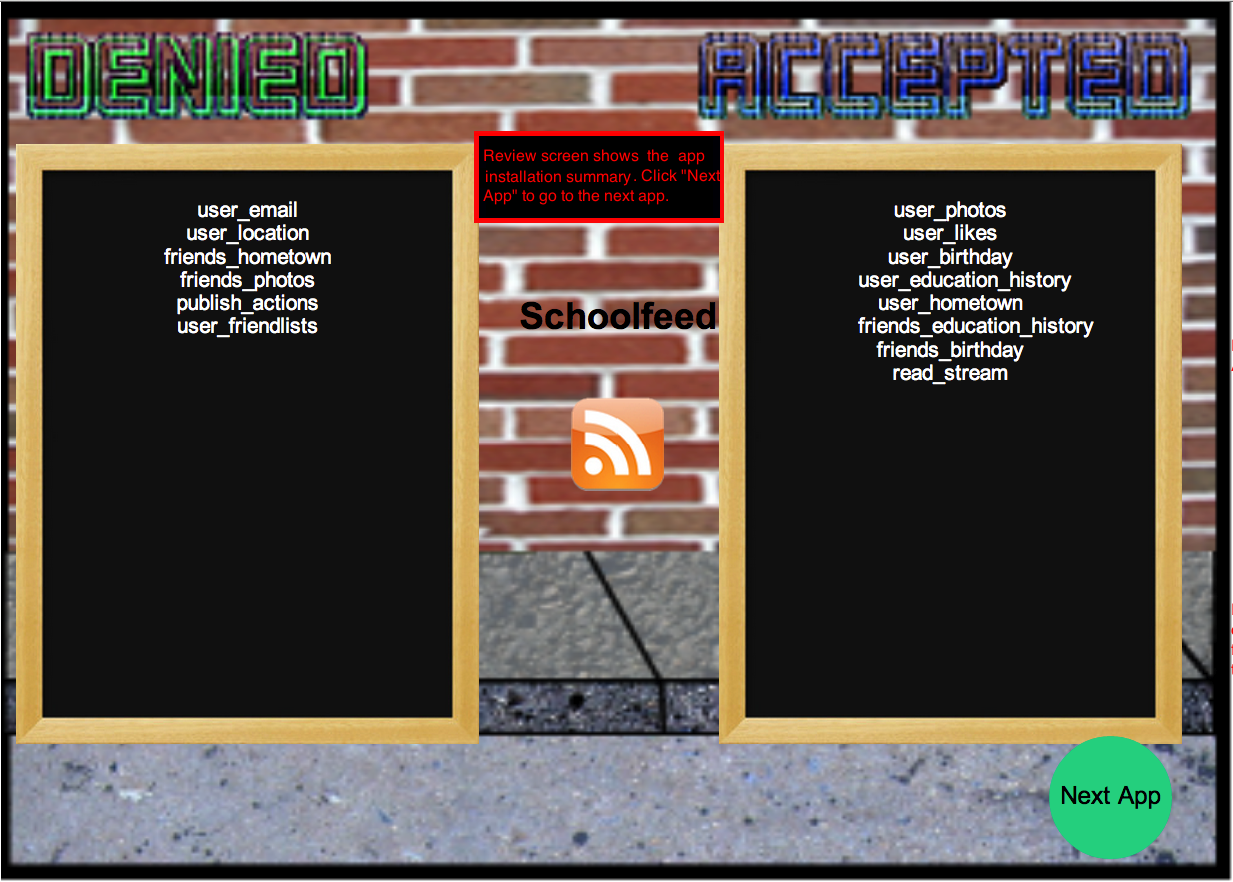 DENIED
ACCEPTED
Review screen shows the app
installation summary. Click "Next
App" to go to the next app.
user_email
user_location
friends_hometown
friends_photos
publish_actions
user_friendlists
Schoolfeed
user_photos
user_likes
user_birthday
user_education_history
user_hometown
friends_education_history
friends_birthday
read_stream
Next App